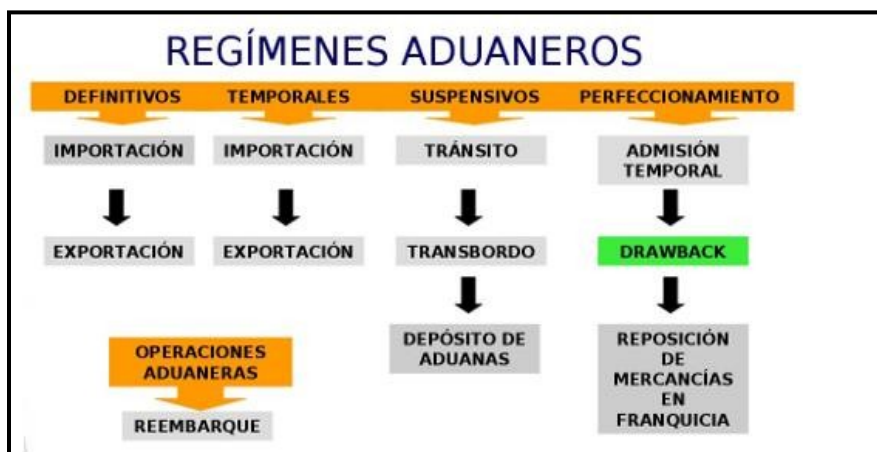 REGÍMENES ADUANEROS
DEFINITIVOS TEMPORALES SUSPENSIVOS PERFECCIONAMIENTO
IMPORTACIÓN IMPORTACIÓN TRÁNSITO ADMISIÓN
TEMPORAL
EXPORTACIÓN EXPORTACIÓN TRANSBORDO DRAWBACK
OPERACIONES
ADUANERAS
REEMBARQUE
DEPÓSITO DE
ADUANAS
REPOSICIÓN
DE
MERCANCÍAS
EN
FRANQUICIA